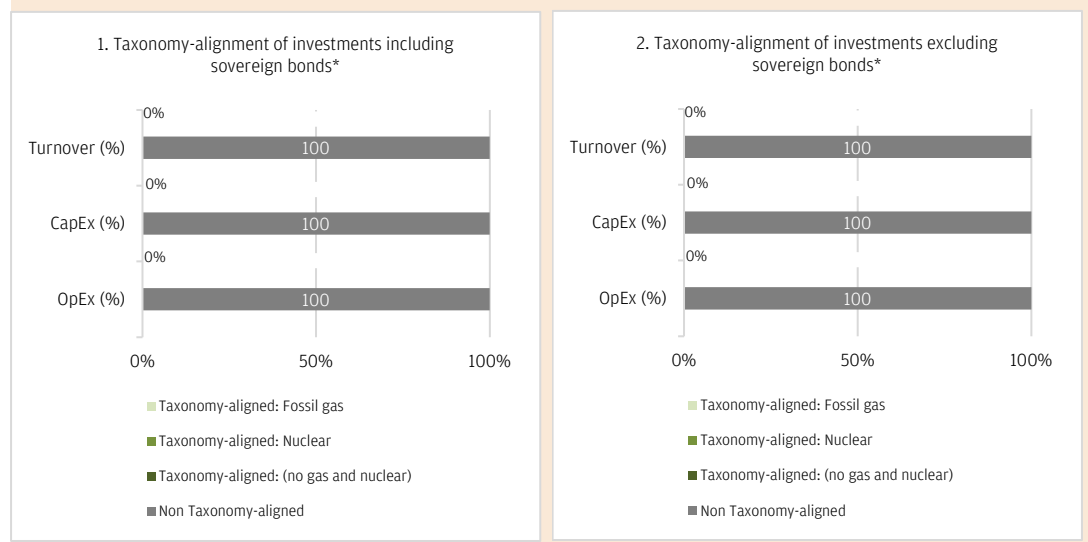 1. Taxonomy-alignment of investments including
sovereign bonds*
0%
Turnover (%)
100
0%
CapEx (%)
100
0%
OpEx (%)
100
0%
50%
100%
Taxonomy-aligned: Fossil gas
Taxonomy-aligned: Nuclear
Taxonomy-aligned: (no gas and nuclear)
Non Taxonomy-aligned
2. Taxonomy-alignment of investments excluding
sovereign bonds*
0%
Turnover (%)
100
0%
CapEx (%)
100
0%
OpEx (%)
100
0%
50%
100%
Taxonomy-aligned: Fossil gas
Taxonomy-aligned: Nuclear
Taxonomy-aligned: (no gas and nuclear)
Non Taxonomy-aligned